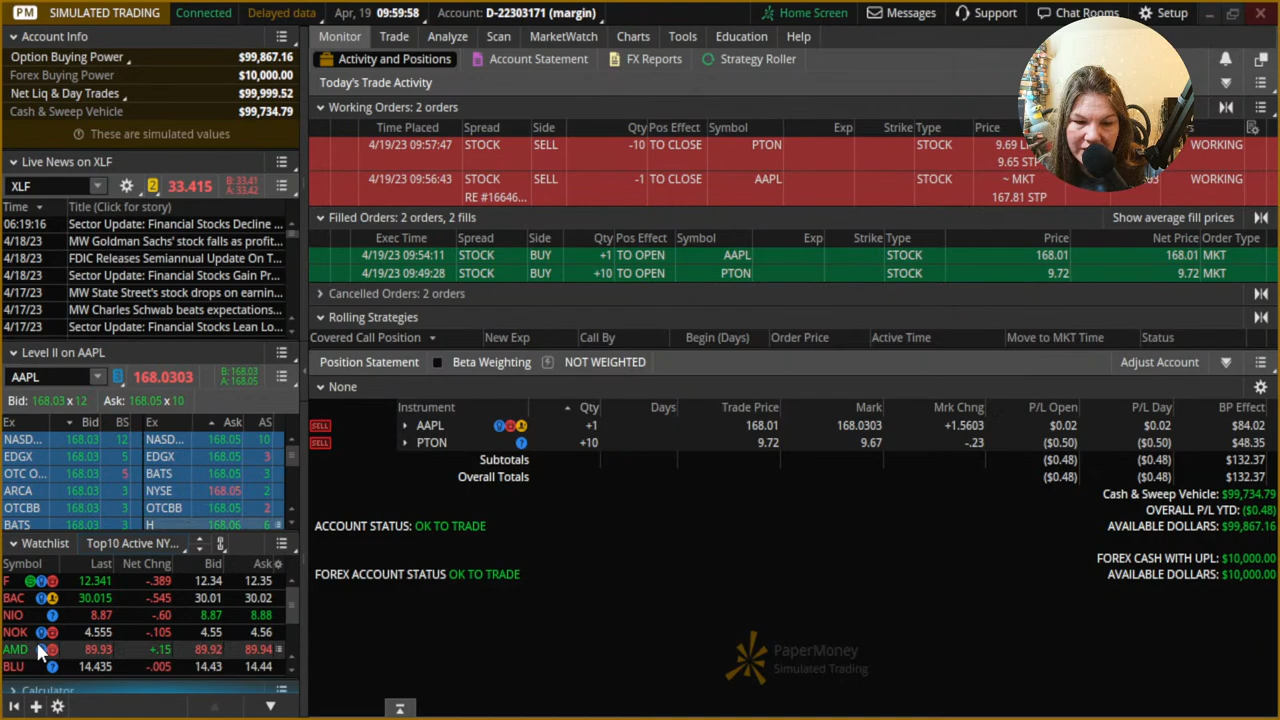 PM SIMULATED TRADING Connected Delayed data Apr, 19 09:59:58 Account: D-22303171 (margin) Home Screen Messages Support Chat Rooms Setup
Account Info
Option Buying Power $99,867.16
Forex Buying Power $10,000.00
Net Liq & Day Trades $99,999.52
Cash & Sweep Vehicle $99,734.79
These are simulated values
Live News on XLF
XLF 2 33.415 B: 33.41 A: 33.42
Time Title (Click for story)
06:19:16 Sector Update: Financial Stocks Decline ...
4/18/23 MW Goldman Sachs' stock falls as profit...
4/18/23 FDIC Releases Semiannual Update On T...
4/18/23 Sector Update: Financial Stocks Gain Pr...
4/17/23 MW State Street's stock drops on earnin...
4/17/23 MW Charles Schwab beats expectations...
4/17/23 Sector Update: Financial Stocks Lean Lo...
Level II on AAPL
AAPL 3 168.0303 B: 168.03 A: 168.05
Bid: 168.03 x 12 Ask: 168.05 x 10
Ex Bid BS Ex Ask AS
NASD... 168.03 12 NASD... 168.05 10
EDGX 168.03 5 EDGX 168.05 3
OTC O... 168.03 5 BATS 168.05 3
ARCA 168.03 3 NYSE 168.05 2
OTCBB 168.03 3 OTCBB 168.05 2
BATS 168.03 3 H 168.06 6
Watchlist Top10 Active NY...
Symbol Last Net Chng Bid Ask
F 12.341 -.389 12.34 12.35
BAC 30.015 -.545 30.01 30.02
NIO 8.87 -.60 8.87 8.88
NOK 4.555 -.105 4.55 4.56
AMD 89.93 +.15 89.92 89.94
BLU 14.435 -.005 14.43 14.44
Calculator
Monitor Trade Analyze Scan MarketWatch Charts Tools Education Help
Activity and Positions Account Statement FX Reports Strategy Roller
Today's Trade Activity
Working Orders: 2 orders
Time Placed Spread Side Qty Pos Effect Symbol Exp Strike Type Price
4/19/23 09:57:47 STOCK SELL -10 TO CLOSE PTON STOCK 9.69 WORKING
9.65 STP
4/19/23 09:56:43 STOCK SELL -1 TO CLOSE AAPL STOCK ~ MKT WORKING
RE #16646... 167.81 STP
Filled Orders: 2 orders, 2 fills Show average fill prices
Exec Time Spread Side Qty Pos Effect Symbol Exp Strike Type Price Net Price Order Type
4/19/23 09:54:11 STOCK BUY +1 TO OPEN AAPL STOCK 168.01 168.01 MKT
4/19/23 09:49:28 STOCK BUY +10 TO OPEN PTON STOCK 9.72 9.72 MKT
Cancelled Orders: 2 orders
Rolling Strategies
Covered Call Position New Exp Call By Begin (Days) Order Price Active Time Move to MKT Time Status
Position Statement Beta Weighting NOT WEIGHTED Adjust Account
None
Instrument Qty Days Trade Price Mark Mrk Chng P/L Open P/L Day BP Effect
SELL AAPL +1 168.01 168.0303 +1.5603 $0.02 $0.02 $84.02
SELL PTON +10 9.72 9.67 -.23 ($0.50) ($0.50) $48.35
Subtotals ($0.48) ($0.48) $132.37
Overall Totals ($0.48) ($0.48) $132.37
Cash & Sweep Vehicle: $99,734.79
OVERALL P/L YTD: ($0.48)
ACCOUNT STATUS: OK TO TRADE AVAILABLE DOLLARS: $99,867.16
FOREX CASH WITH UPL: $10,000.00
FOREX ACCOUNT STATUS OK TO TRADE AVAILABLE DOLLARS: $10,000.00
PaperMoney
Simulated Trading